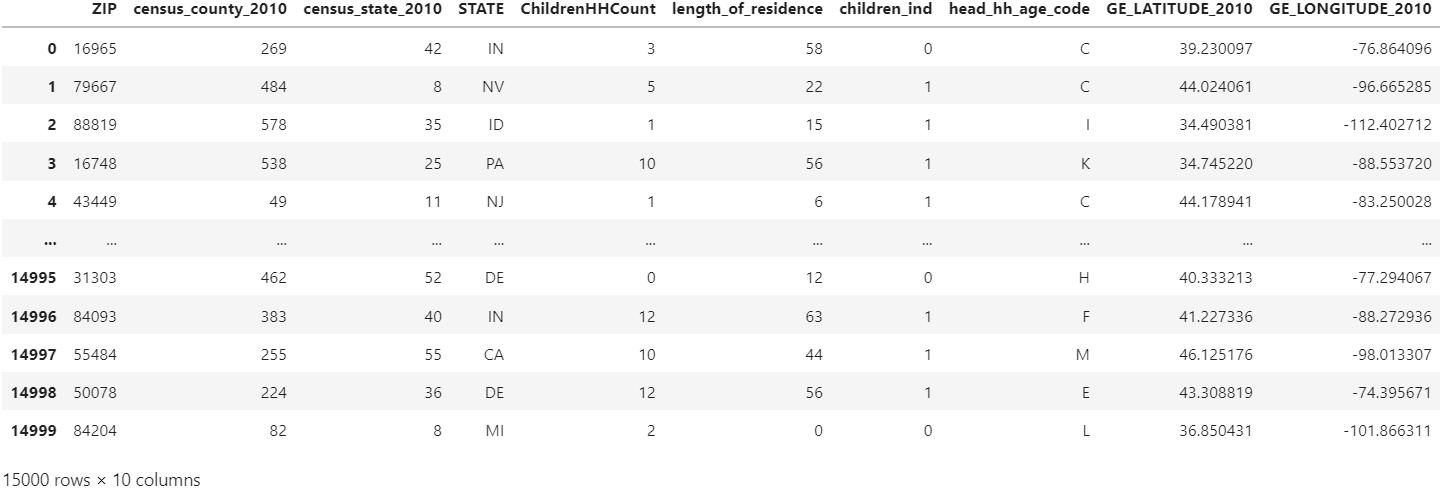 ZIP census_county_2010 census_state_2010 STATE ChildrenHHCount length_of_residence children_ind head_hh_age_code GE_LATITUDE_2010 GE_LONGITUDE_2010
0 16965 269 42 IN 3 58 0 C 39.230097 -76.864096
1 79667 484 8 NV 5 22 1 C 44.024061 -96.665285
2 88819 578 35 ID 1 15 1 I 34.490381 -112.402712
3 16748 538 25 PA 10 56 1 K 34.745220 -88.553720
4 43449 49 11 NJ 1 6 1 C 44.178941 -83.250028
... ... ... ... ... ... ... ... ... ... ...
14995 31303 462 52 DE 0 12 0 H 40.333213 -77.294067
14996 84093 383 40 IN 12 63 1 F 41.227336 -88.272936
14997 55484 255 55 CA 10 44 1 M 46.125176 -98.013307
14998 50078 224 36 DE 12 56 1 E 43.308819 -74.395671
14999 84204 82 8 MI 2 0 0 L 36.850431 -101.866311
15000 rows × 10 columns